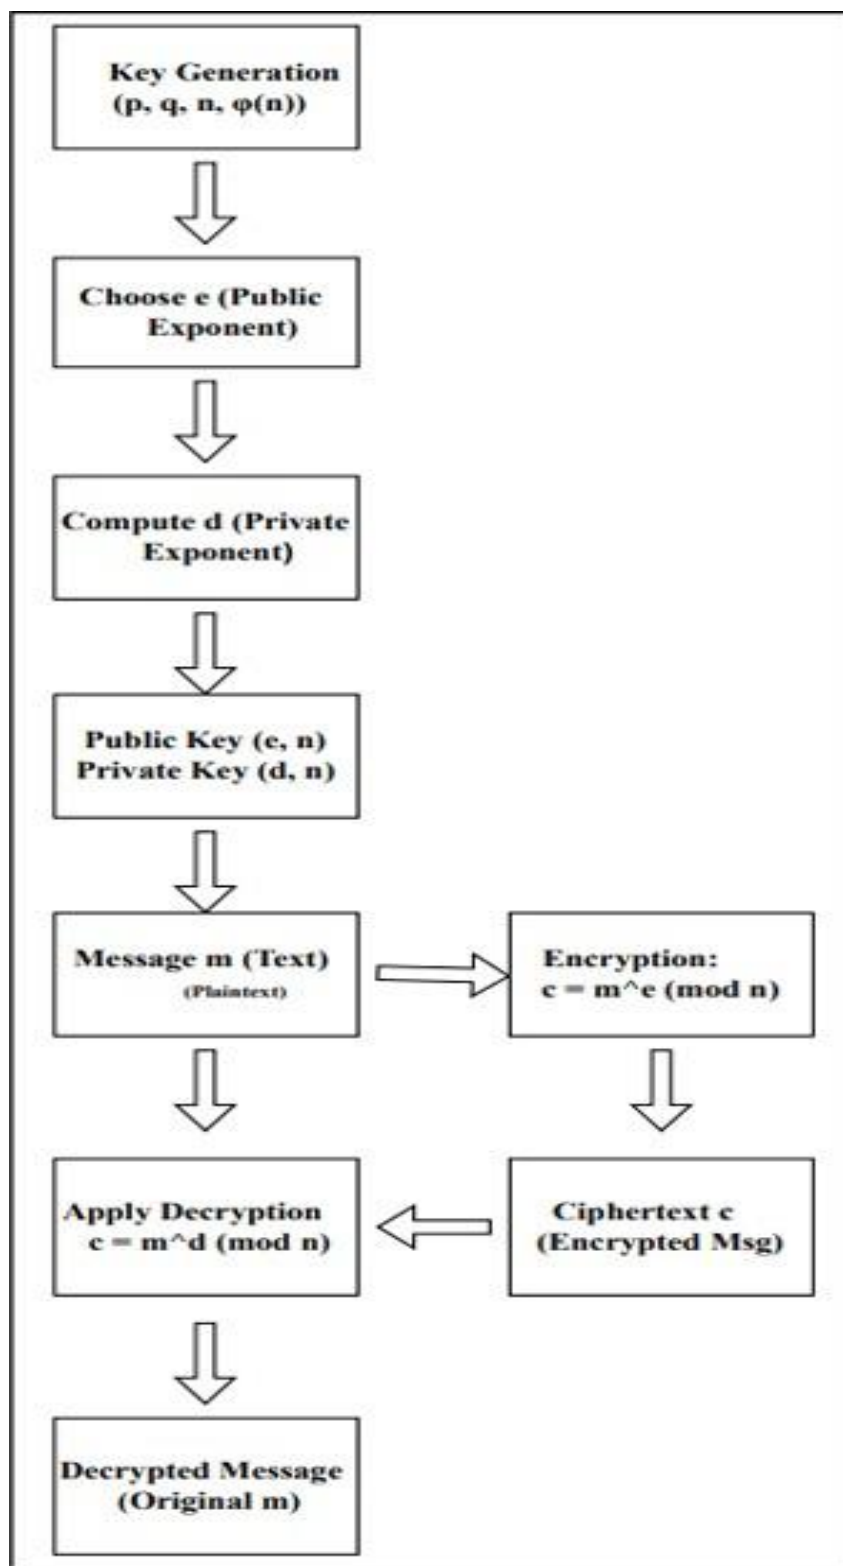 Key Generation
(p, q, n, φ(n))
Choose e (Public
Exponent)
Compute d (Private
Exponent)
Public Key (e, n)
Private Key (d, n)
Message m (Text)
(Plaintext)
Encryption:
c = m^e (mod n)
Ciphertext c
(Encrypted Msg)
Apply Decryption
c = m^d (mod n)
Decrypted Message
(Original m)